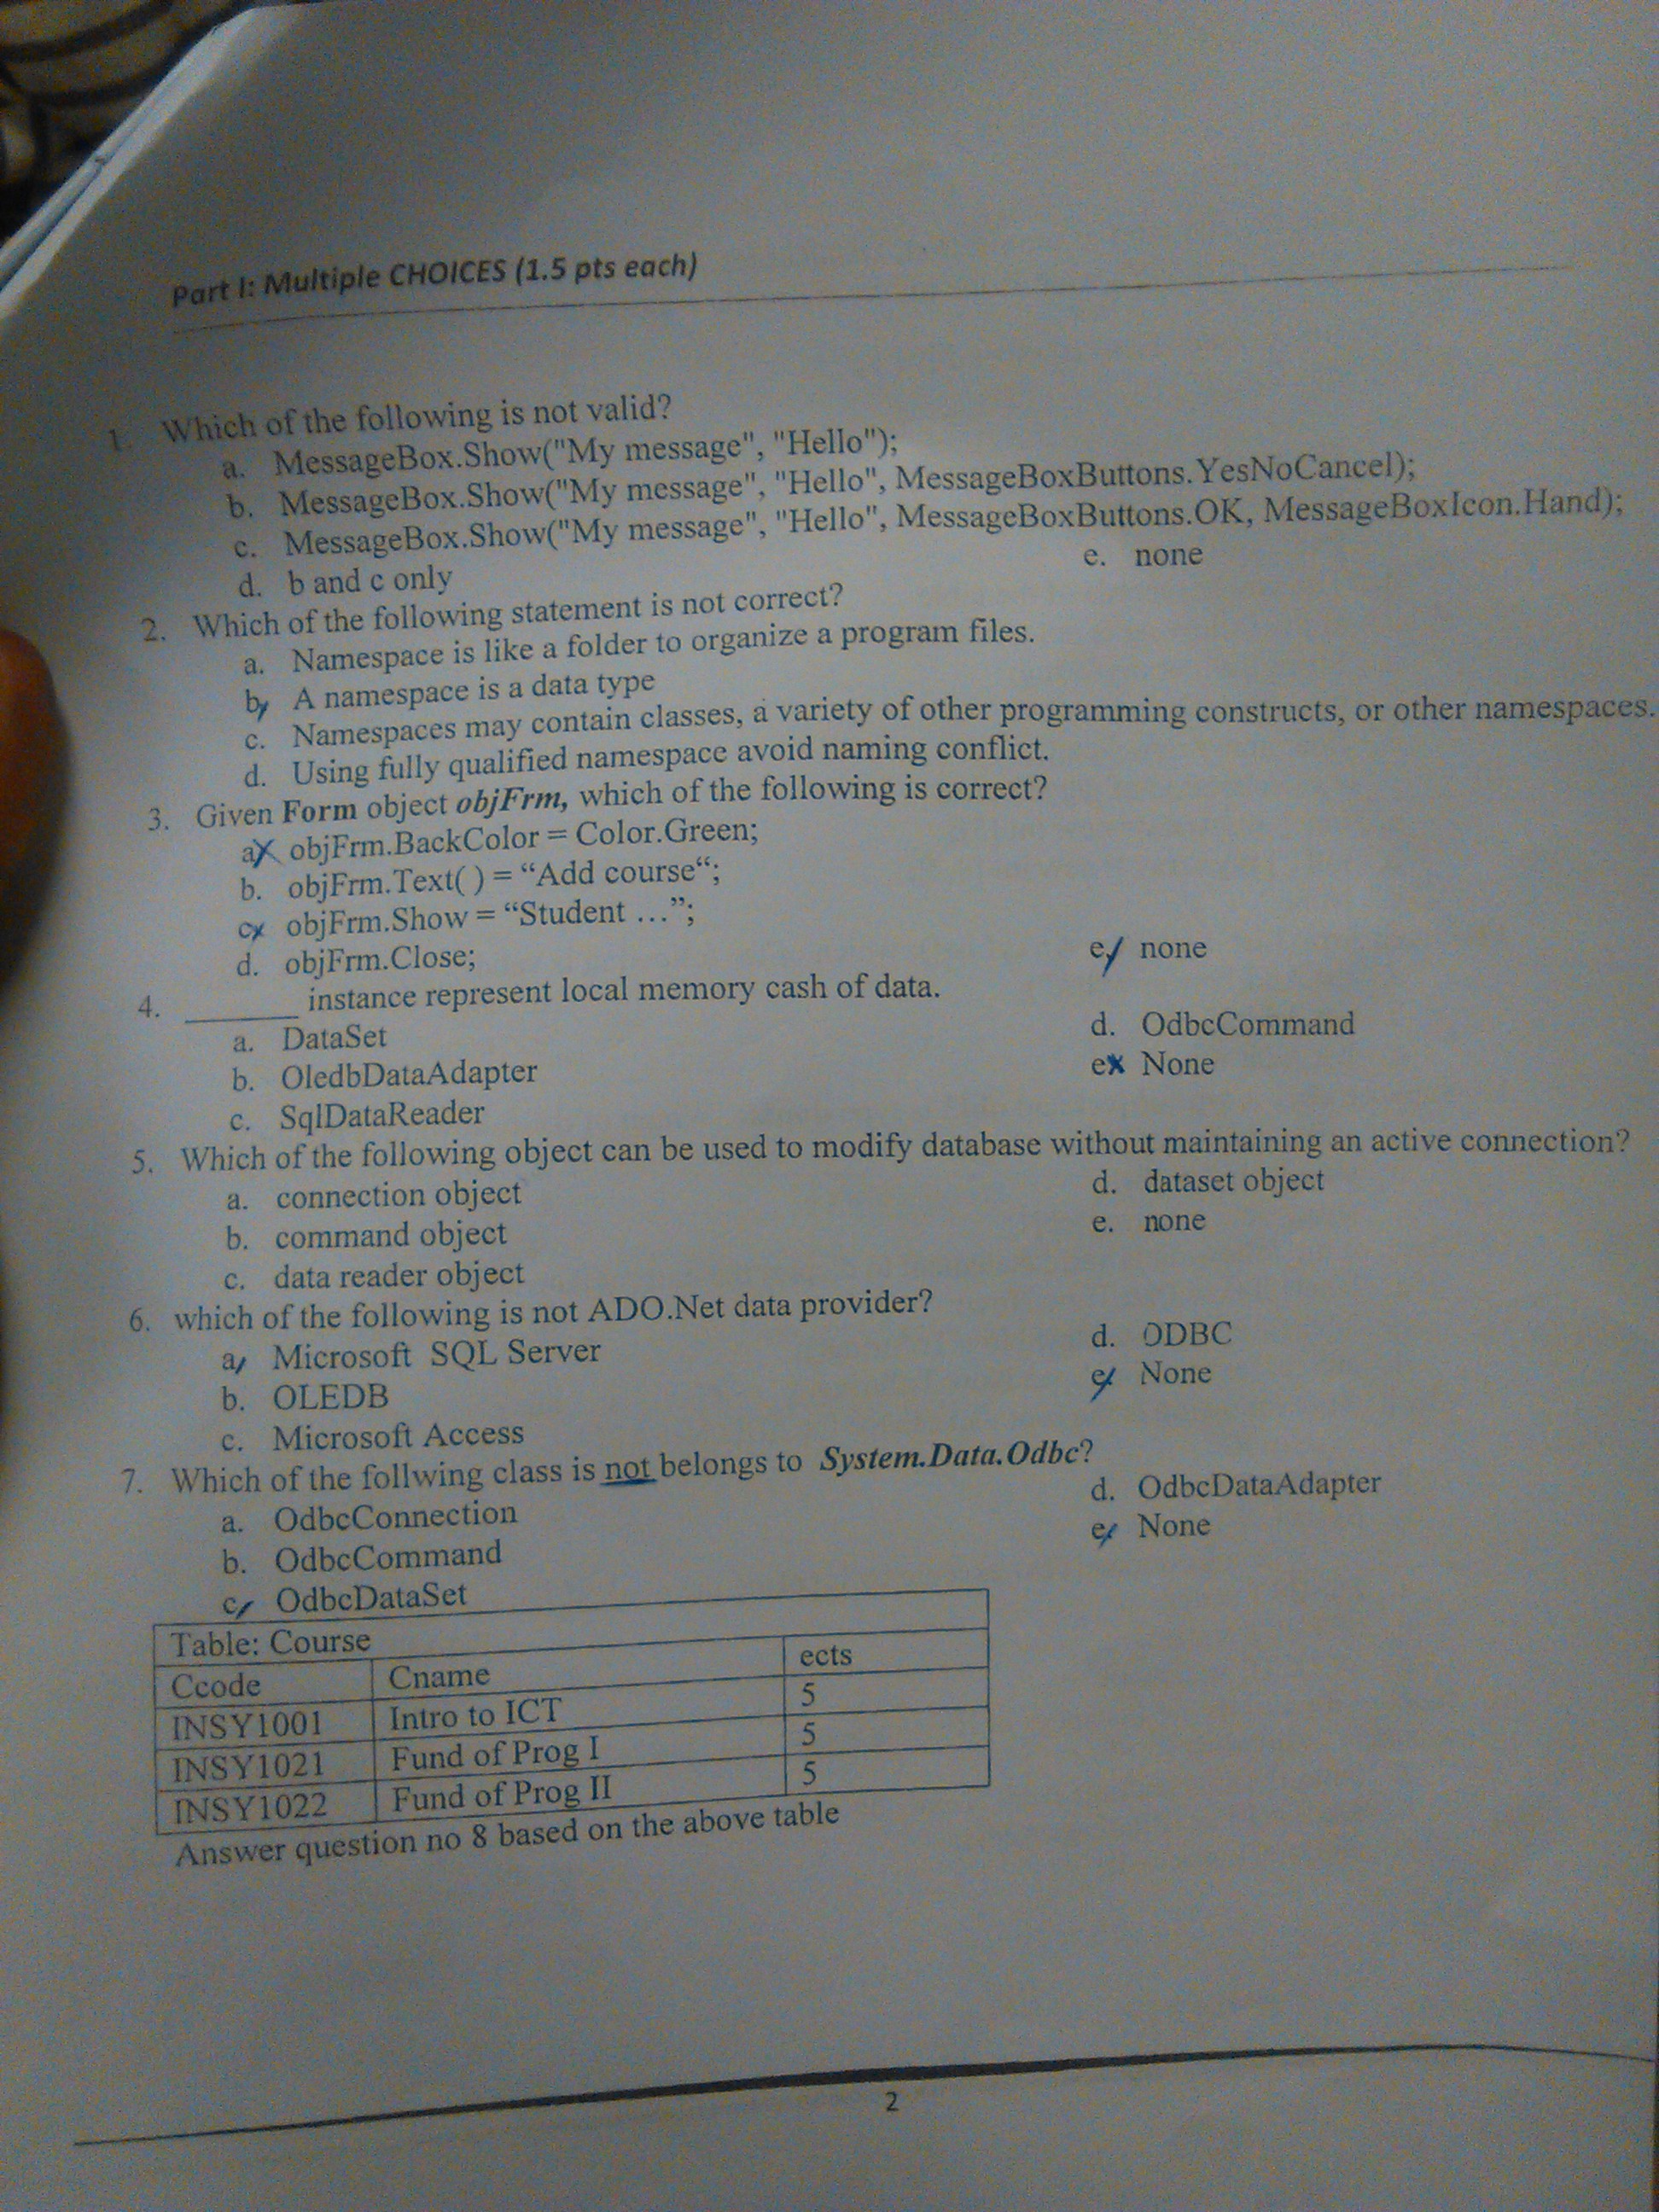 Part I: Multiple CHOICES (1.5 pts each)
1. Which of the following is not valid?
a. MessageBox.Show("My message", "Hello");
b. MessageBox.Show("My message", "Hello", MessageBoxButtons.YesNoCancel);
c. MessageBox.Show("My message", "Hello", MessageBoxButtons.OK, MessageBoxIcon.Hand);
d. b and c only
e. none
2. Which of the following statement is not correct?
a. Namespace is like a folder to organize a program files.
b. A namespace is a data type
c. Namespaces may contain classes, a variety of other programming constructs, or other namespaces.
d. Using fully qualified namespace avoid naming conflict.
3. Given Form object objFrm, which of the following is correct?
a. objFrm.BackColor = Color.Green;
b. objFrm.Text( ) = “Add course“;
c. objFrm.Show = “Student ...”;
d. objFrm.Close;
e. none
4. _______ instance represent local memory cash of data.
a. DataSet
b. OledbDataAdapter
c. SqlDataReader
d. OdbcCommand
e. None
5. Which of the following object can be used to modify database without maintaining an active connection?
a. connection object
b. command object
c. data reader object
d. dataset object
e. none
6. which of the following is not ADO.Net data provider?
a. Microsoft SQL Server
b. OLEDB
c. Microsoft Access
d. ODBC
e. None
7. Which of the follwing class is not belongs to System.Data.Odbc?
a. OdbcConnection
b. OdbcCommand
c. OdbcDataSet
d. OdbcDataAdapter
e. None
Table: Course
Ccode Cname ects
INSY1001 Intro to ICT 5
INSY1021 Fund of Prog I 5
INSY1022 Fund of Prog II 5
Answer question no 8 based on the above table
2